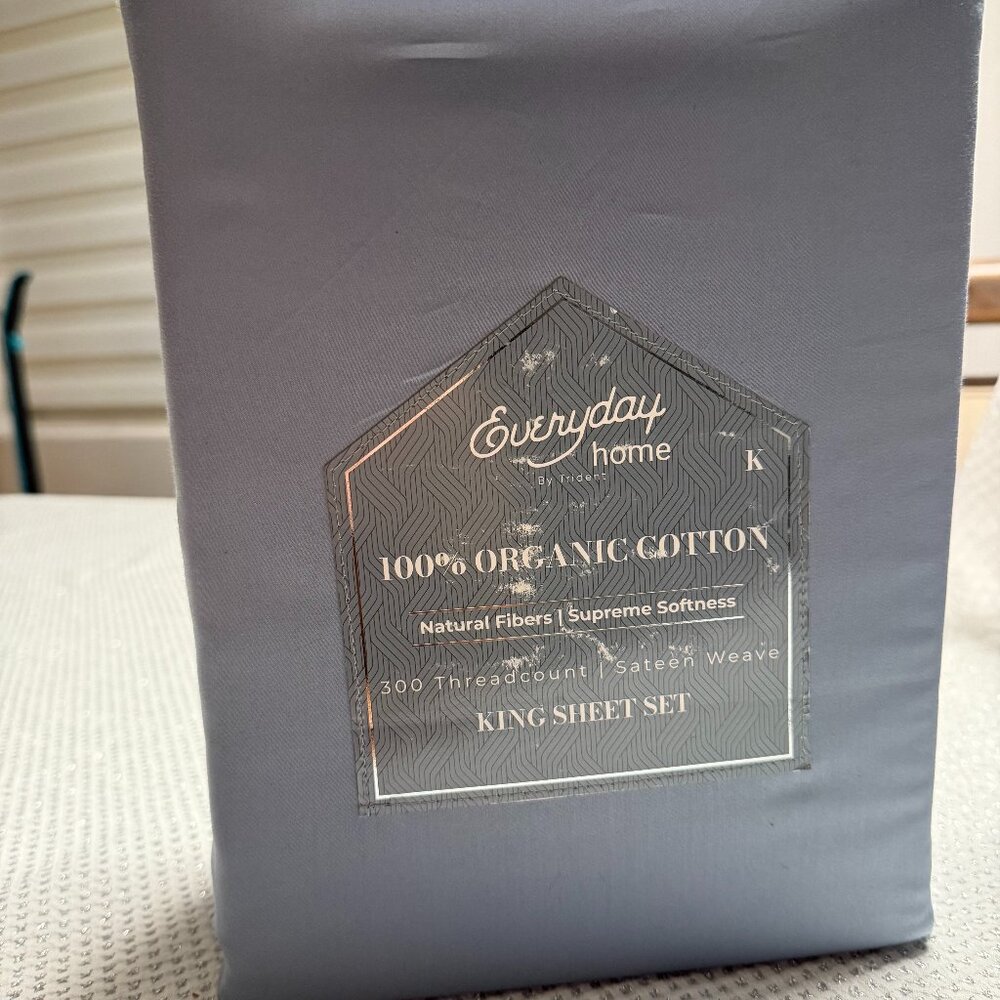 Everyday
home
By Trident
K
100% ORGANIC COTTON
Natural Fibers | Supreme Softness
300 Threadcount | Sateen Weave
KING SHEET SET